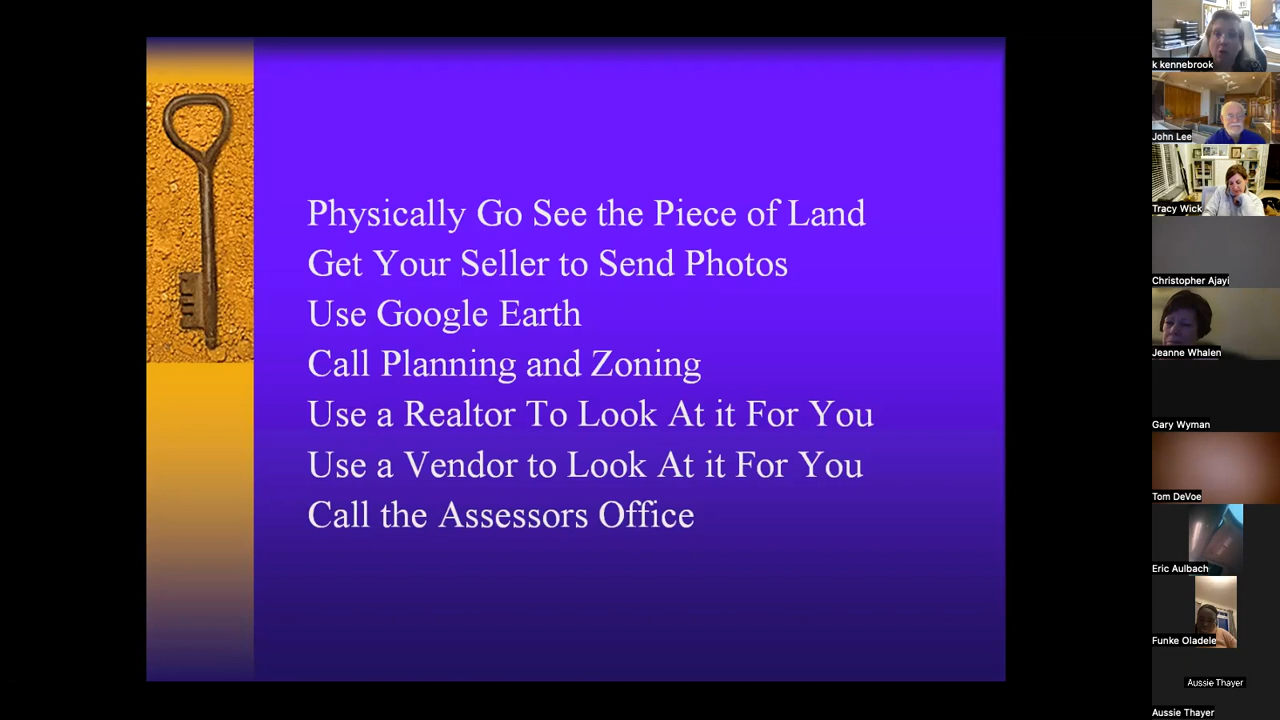 Physically Go See the Piece of Land
Get Your Seller to Send Photos
Use Google Earth
Call Planning and Zoning
Use a Realtor To Look At it For You
Use a Vendor to Look At it For You
Call the Assessors Office
k kennebrook
John Lee
Tracy Wick
Christopher Ajayi
Jeanne Whalen
Gary Wyman
Tom DeVoe
Eric Aulbach
Funke Oladele
Aussie Thayer
Aussie Thayer